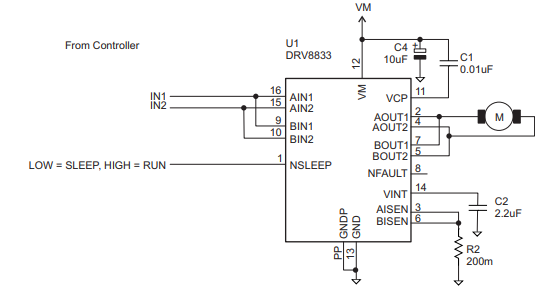 VM
From Controller
U1
DRV8833
C4
+
10uF
C1
0.01uF
12
VM
IN1
IN2
16
AIN1
15
AIN2
9
BIN1
10
BIN2
LOW = SLEEP, HIGH = RUN
1
NSLEEP
VCP
11
AOUT1
2
AOUT2
4
M
BOUT1
7
BOUT2
5
NFAULT
8
VINT
14
C2
2.2uF
AISEN
3
BISEN
6
R2
200m
GNDP
GND
PP
13